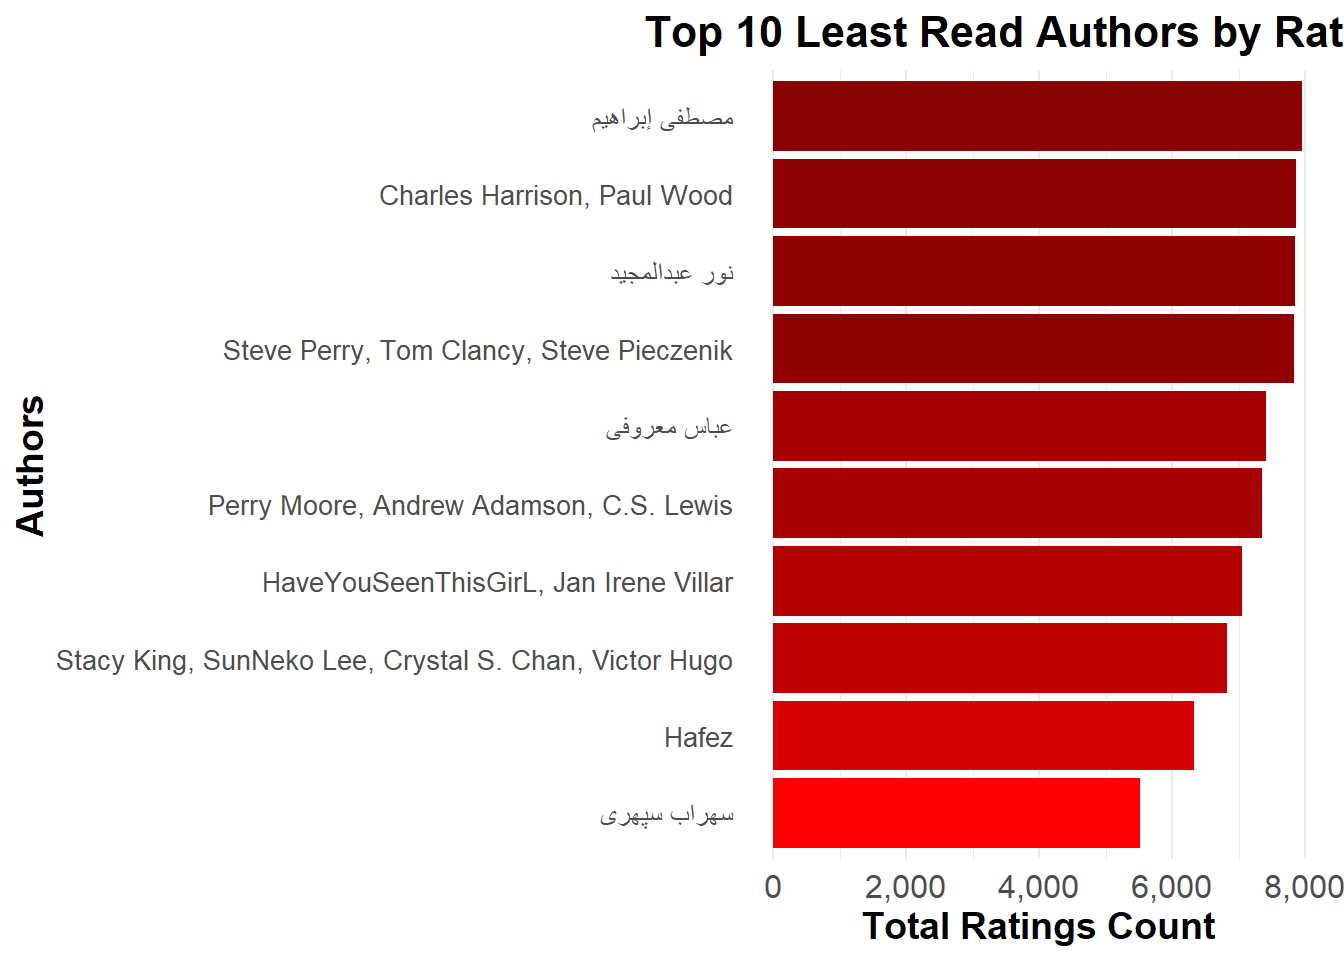 Top 10 Least Read Authors by Rat
مصطفى إبراهيم
Charles Harrison, Paul Wood
نور عبدالمجيد
Steve Perry, Tom Clancy, Steve Pieczenik
عباس معروفی
Perry Moore, Andrew Adamson, C.S. Lewis
HaveYouSeenThisGirL, Jan Irene Villar
Stacy King, SunNeko Lee, Crystal S. Chan, Victor Hugo
Hafez
سهراب سپهری
Authors
0 2,000 4,000 6,000 8,000
Total Ratings Count